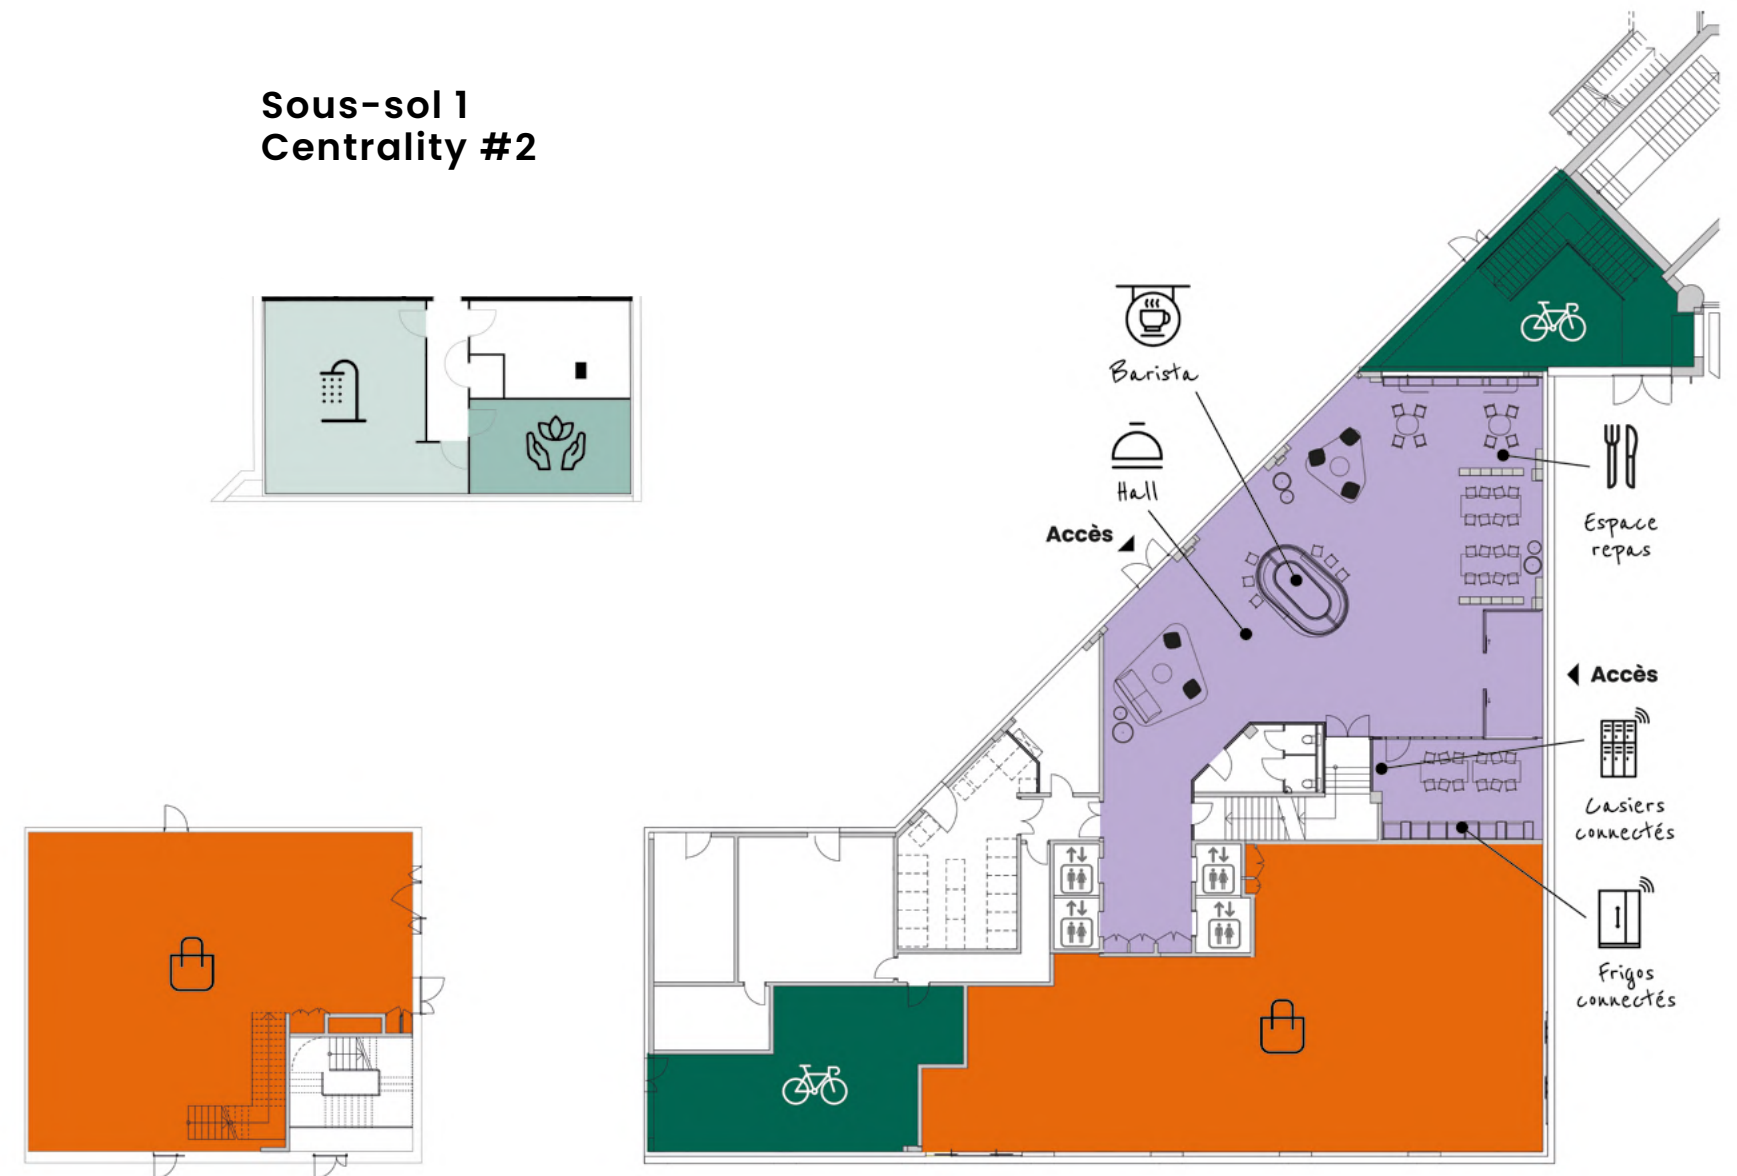 Sous-sol 1
Centrality #2
Barista
Hall
Accès
Espace
repas
Accès
Casiers
connectés
Frigos
connectés